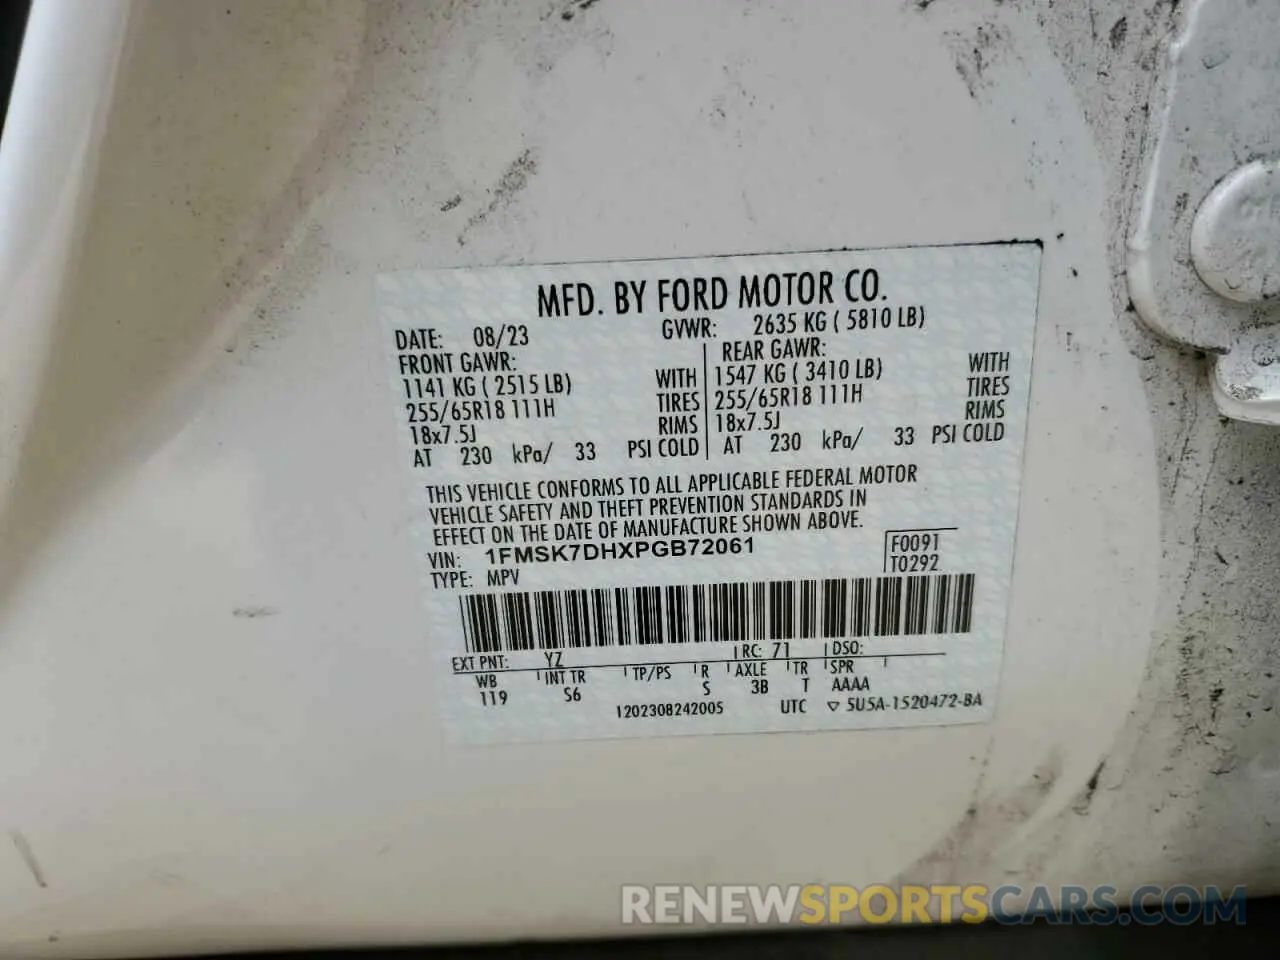 MFD. BY FORD MOTOR CO.
DATE: 08/23 GVWR: 2635 KG ( 5810 LB)
FRONT GAWR: REAR GAWR:
1141 KG ( 2515 LB) WITH 1547 KG ( 3410 LB) WITH
255/65R18 111H TIRES 255/65R18 111H TIRES
18x7.5J RIMS 18x7.5J RIMS
AT 230 kPa/ 33 PSI COLD AT 230 kPa/ 33 PSI COLD
THIS VEHICLE CONFORMS TO ALL APPLICABLE FEDERAL MOTOR
VEHICLE SAFETY AND THEFT PREVENTION STANDARDS IN
EFFECT ON THE DATE OF MANUFACTURE SHOWN ABOVE.
VIN: 1FMSK7DHXPGB72061 F0091
TYPE: MPV T0292
EXT PNT: YZ RC: 71 DSO:
WB INT TR TP/PS R AXLE TR SPR
119 S6 S 3B T AAAA
1202308242005 UTC ▽ 5U5A-1520472-BA
RENEWSPORTSCARS.COM